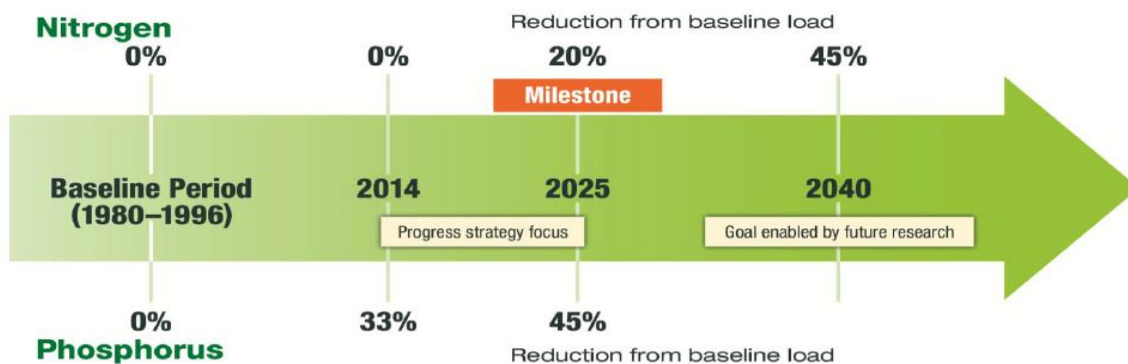 Nitrogen
Reduction from baseline load
0% 0% 20% 45%
Milestone
Baseline Period
(1980–1996)
2014 2025 2040
Progress strategy focus
Goal enabled by future research
0% 33% 45%
Phosphorus
Reduction from baseline load